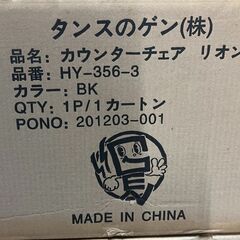 タンスのゲン(株)
品名: カウンターチェア リオン
品番: HY-356-3
カラー: BK
QTY: 1P/1カートン
PONO: 201203-001
MADE IN CHINA